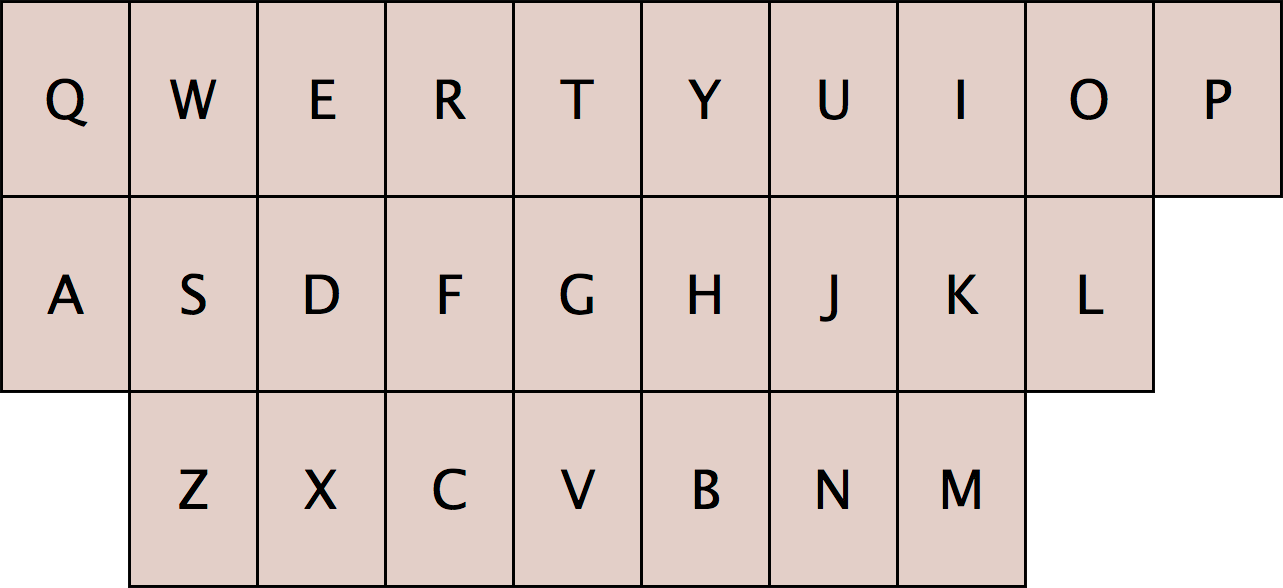 Q W E R T Y U I O P
A S D F G H J K L
Z X C V B N M